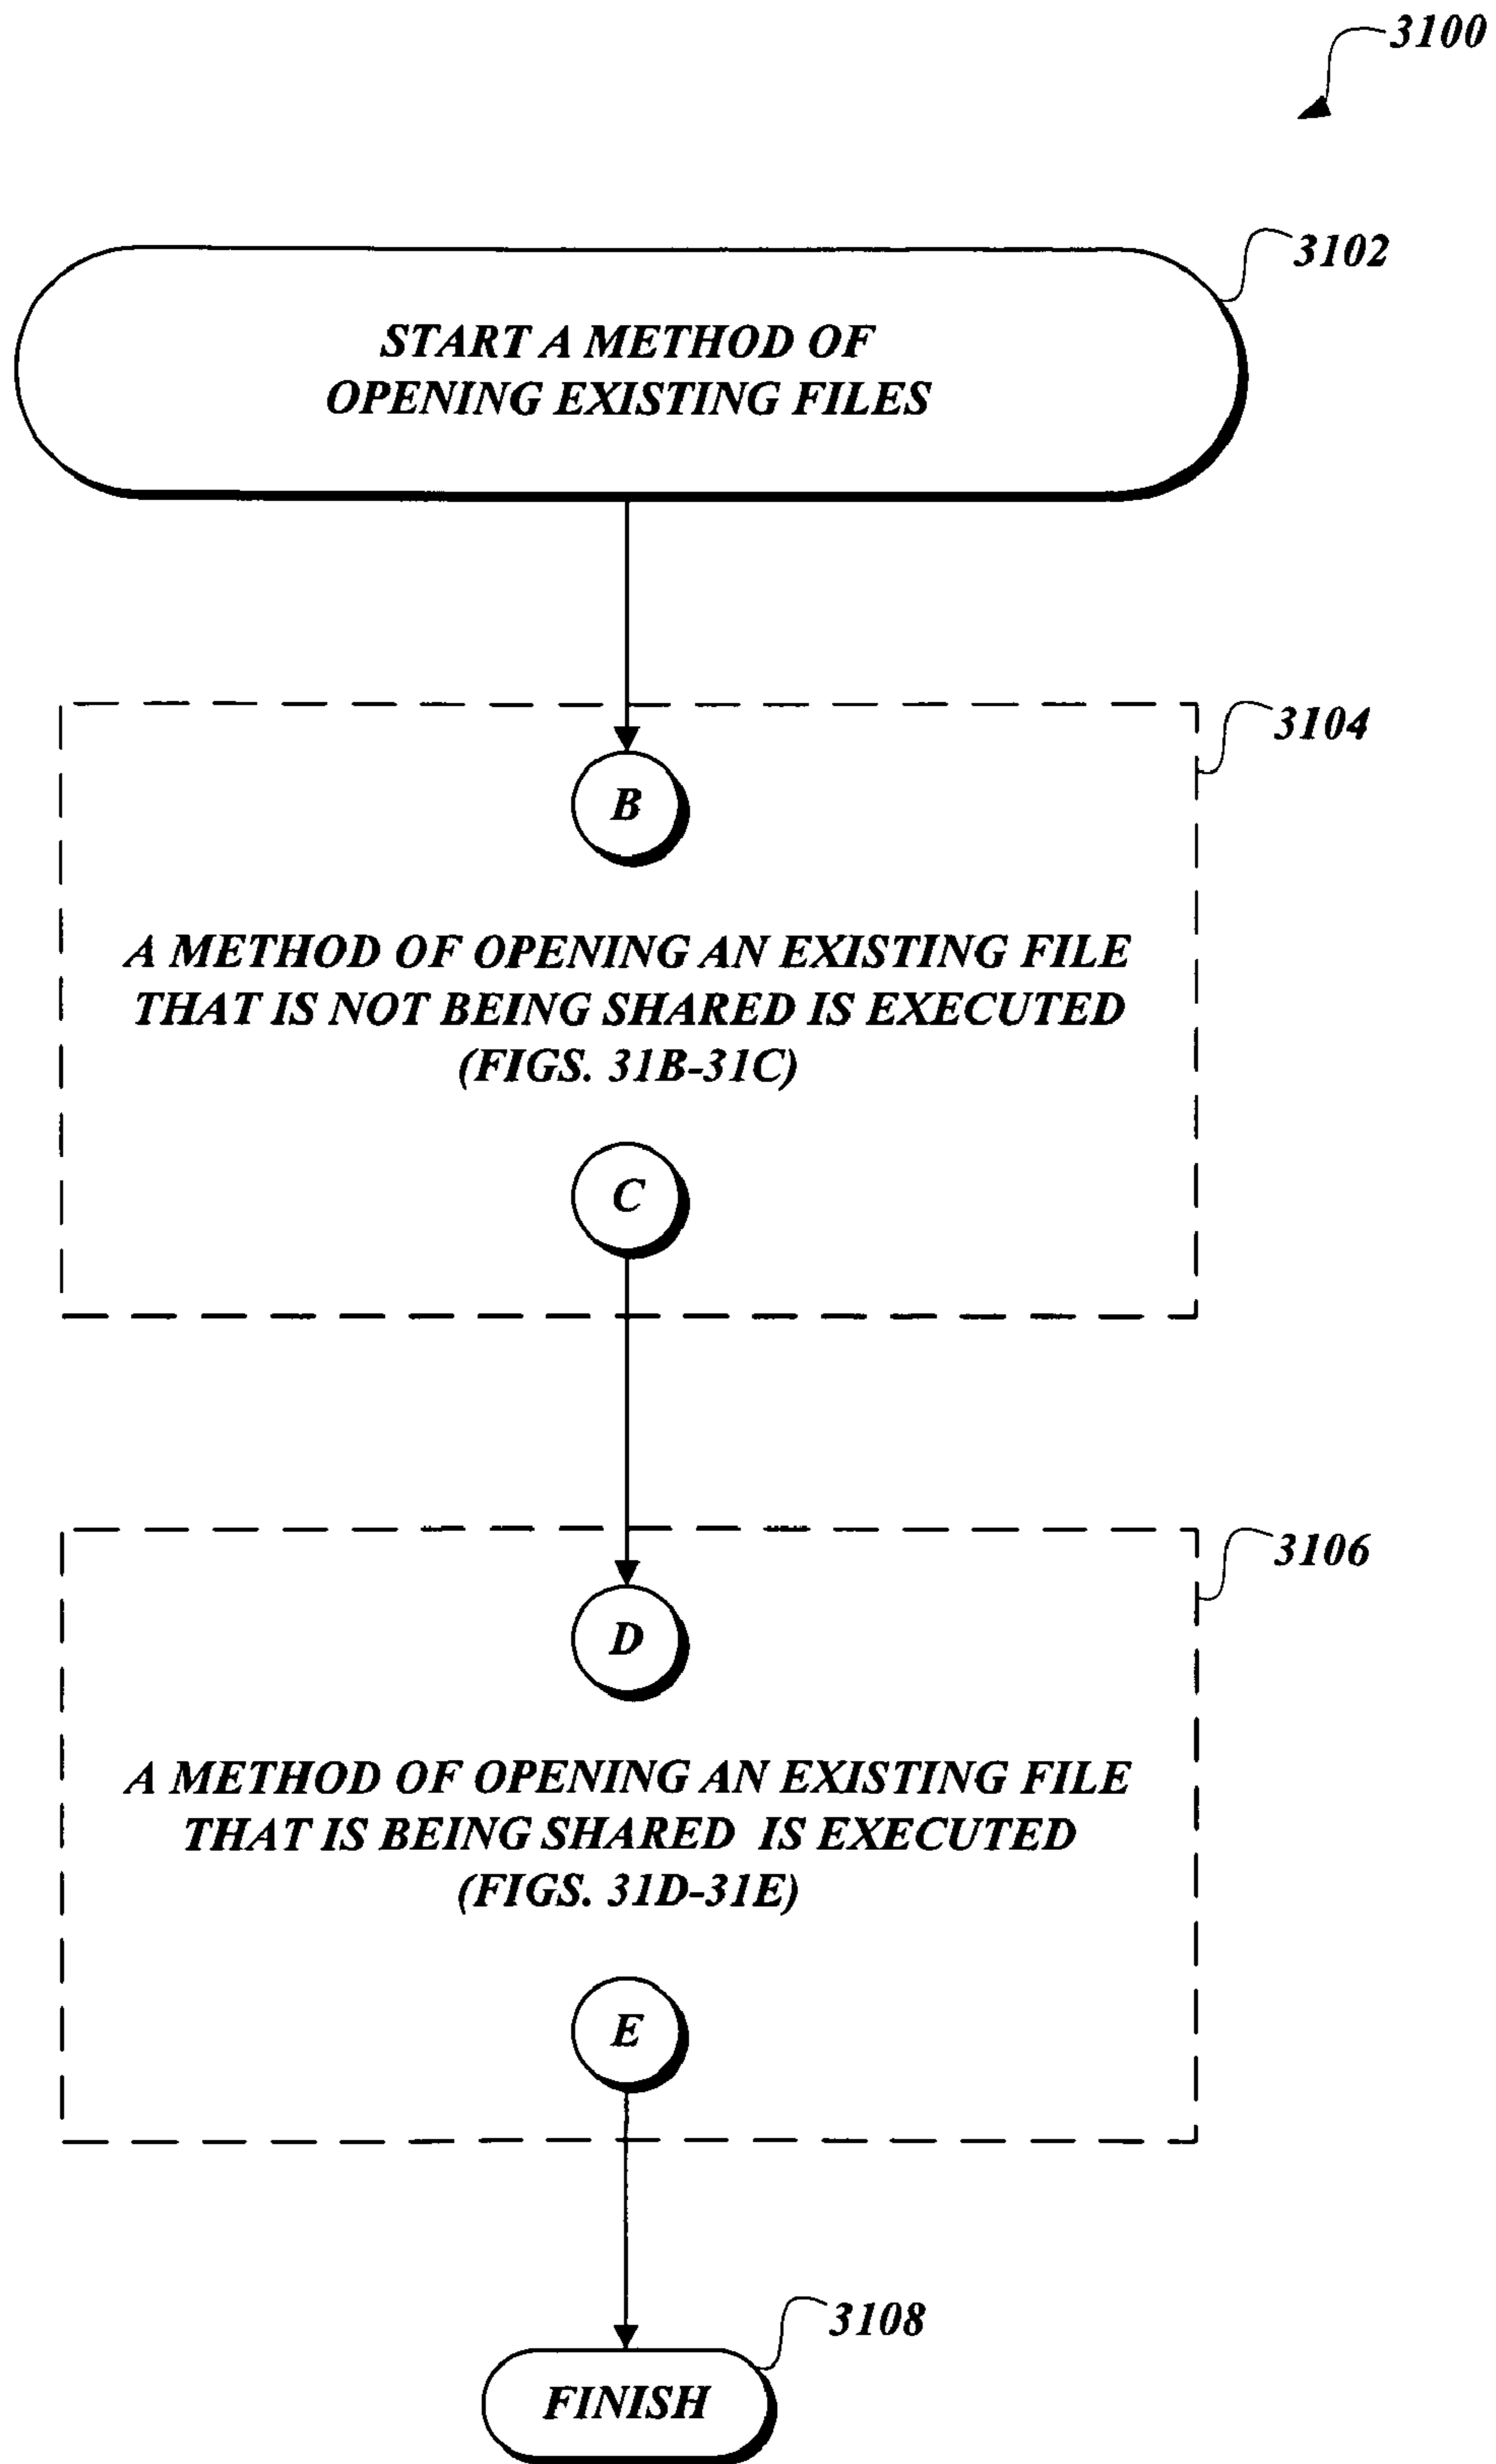 3100
3102
START A METHOD OF
OPENING EXISTING FILES
3104
B
A METHOD OF OPENING AN EXISTING FILE
THAT IS NOT BEING SHARED IS EXECUTED
(FIGS. 31B-31C)
C
3106
D
A METHOD OF OPENING AN EXISTING FILE
THAT IS BEING SHARED IS EXECUTED
(FIGS. 31D-31E)
E
3108
FINISH